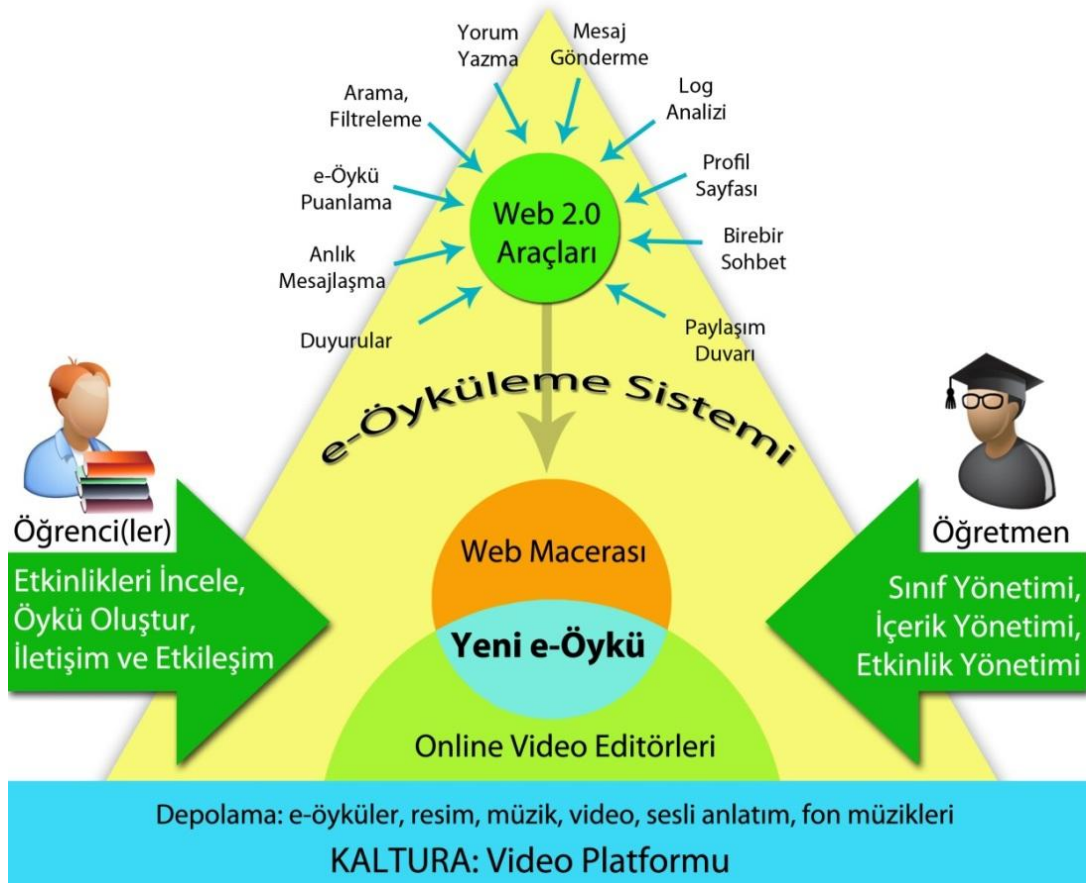 Yorum
Yazma
Mesaj
Gönderme
Arama,
Filtreleme
Log
Analizi
e-Öykü
Puanlama
Profil
Sayfası
Web 2.0
Araçları
Anlık
Mesajlaşma
Birebir
Sohbet
Duyurular
Paylaşım
Duvarı
e-Öyküleme Sistemi
Öğrenci(ler)
Etkinlikleri İncele,
Öykü Oluştur,
İletişim ve Etkileşim
Öğretmen
Sınıf Yönetimi,
İçerik Yönetimi,
Etkinlik Yönetimi
Web Macerası
Yeni e-Öykü
Online Video Editörleri
Depolama: e-öyküler, resim, müzik, video, sesli anlatım, fon müzikleri
KALTURA: Video Platformu